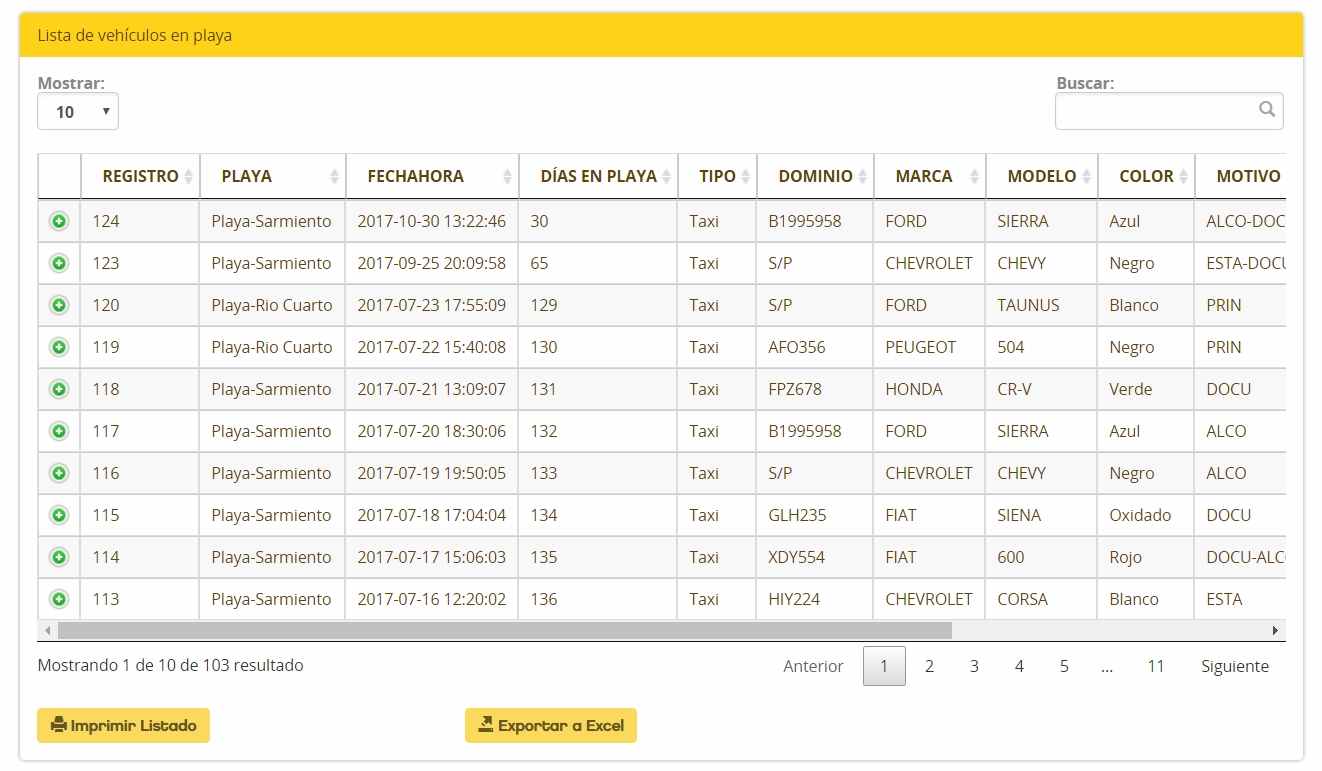 Lista de vehículos en playa
Mostrar: Buscar:
10
REGISTRO PLAYA FECHAHORA DÍAS EN PLAYA TIPO DOMINIO MARCA MODELO COLOR MOTIVO
124 Playa-Sarmiento 2017-10-30 13:22:46 30 Taxi B1995958 FORD SIERRA Azul ALCO-DOC
123 Playa-Sarmiento 2017-09-25 20:09:58 65 Taxi S/P CHEVROLET CHEVY Negro ESTA-DOCU
120 Playa-Rio Cuarto 2017-07-23 17:55:09 129 Taxi S/P FORD TAUNUS Blanco PRIN
119 Playa-Rio Cuarto 2017-07-22 15:40:08 130 Taxi AFO356 PEUGEOT 504 Negro PRIN
118 Playa-Sarmiento 2017-07-21 13:09:07 131 Taxi FPZ678 HONDA CR-V Verde DOCU
117 Playa-Sarmiento 2017-07-20 18:30:06 132 Taxi B1995958 FORD SIERRA Azul ALCO
116 Playa-Sarmiento 2017-07-19 19:50:05 133 Taxi S/P CHEVROLET CHEVY Negro ALCO
115 Playa-Sarmiento 2017-07-18 17:04:04 134 Taxi GLH235 FIAT SIENA Oxidado DOCU
114 Playa-Sarmiento 2017-07-17 15:06:03 135 Taxi XDY554 FIAT 600 Rojo DOCU-ALC
113 Playa-Sarmiento 2017-07-16 12:20:02 136 Taxi HIY224 CHEVROLET CORSA Blanco ESTA
Mostrando 1 de 10 de 103 resultado Anterior 1 2 3 4 5 ... 11 Siguiente
Imprimir Listado Exportar a Excel